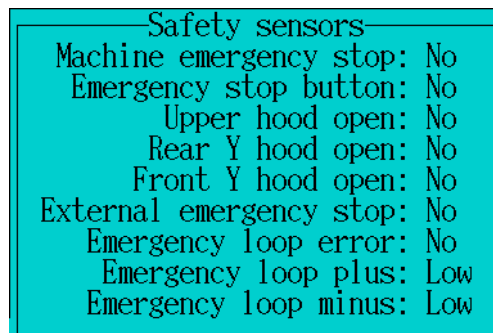 Safety sensors
Machine emergency stop: No
Emergency stop button: No
Upper hood open: No
Rear Y hood open: No
Front Y hood open: No
External emergency stop: No
Emergency loop error: No
Emergency loop plus: Low
Emergency loop minus: Low